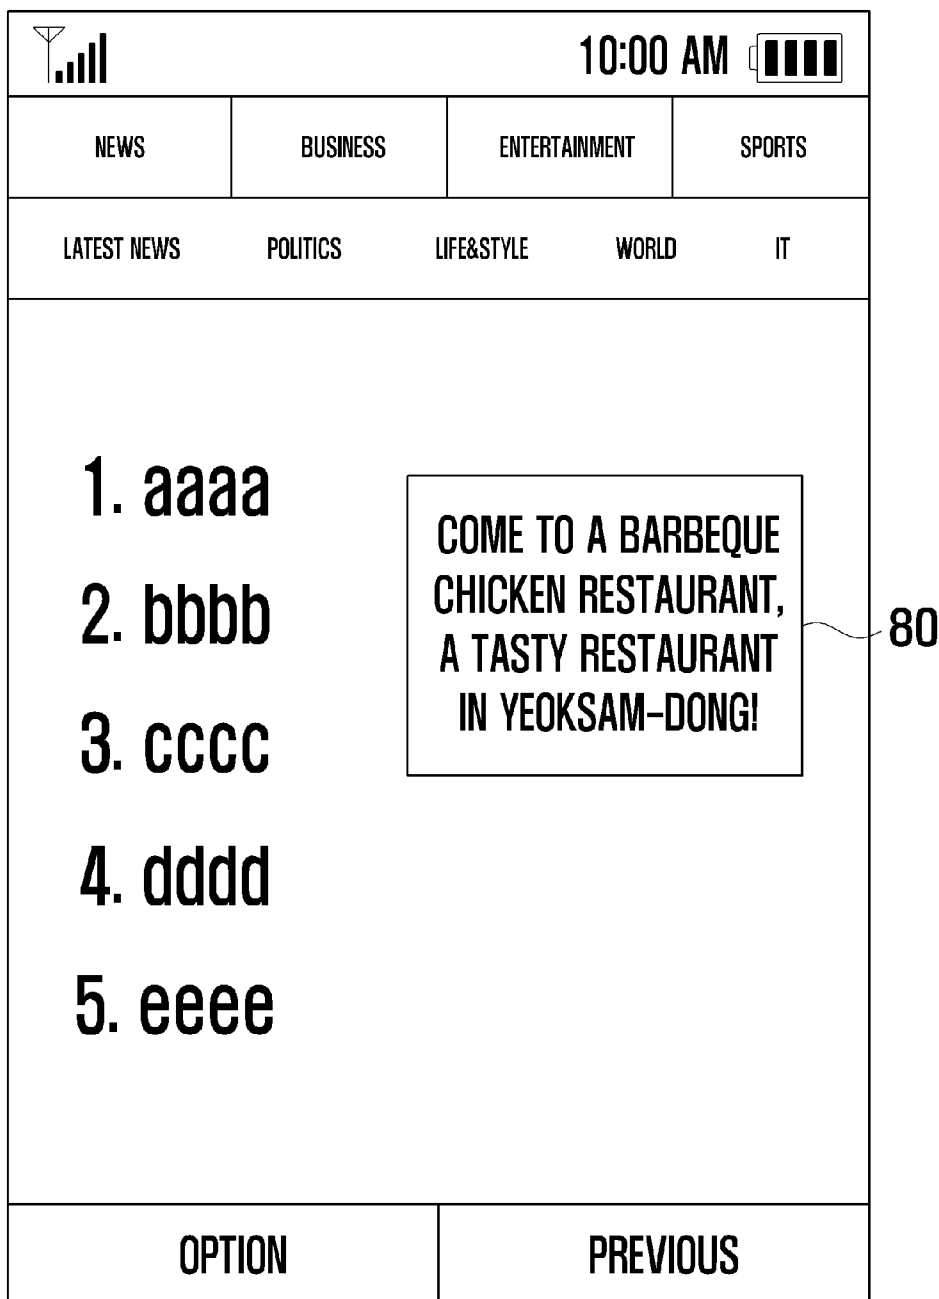 10:00 AM
NEWS BUSINESS ENTERTAINMENT SPORTS
LATEST NEWS POLITICS LIFE&STYLE WORLD IT
1. aaaa
2. bbbb
3. cccc
4. dddd
5. eeee
COME TO A BARBEQUE
CHICKEN RESTAURANT,
A TASTY RESTAURANT
IN YEOKSAM-DONG!
80
OPTION PREVIOUS